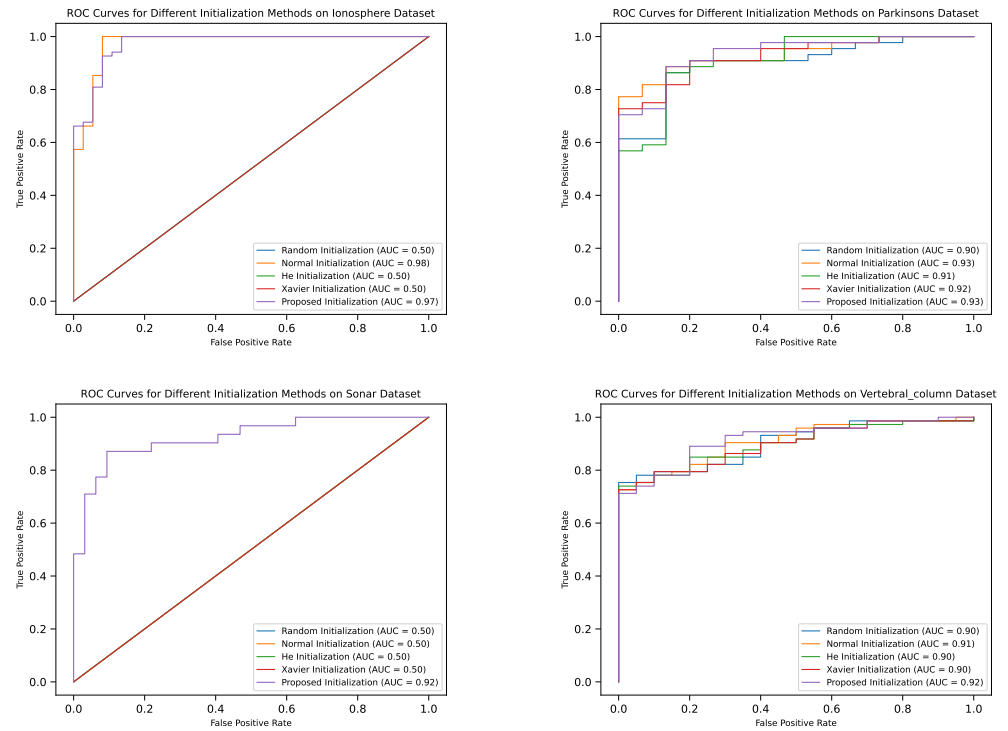 ROC Curves for Different Initialization Methods on Ionosphere Dataset
1.0
0.8
0.6
0.4
0.2
0.0
True Positive Rate
Random Initialization (AUC = 0.50)
Normal Initialization (AUC = 0.98)
He Initialization (AUC = 0.50)
Xavier Initialization (AUC = 0.50)
Proposed Initialization (AUC = 0.97)
0.0 0.2 0.4 0.6 0.8 1.0
False Positive Rate
ROC Curves for Different Initialization Methods on Parkinsons Dataset
1.0
0.8
0.6
0.4
0.2
0.0
True Positive Rate
Random Initialization (AUC = 0.90)
Normal Initialization (AUC = 0.93)
He Initialization (AUC = 0.91)
Xavier Initialization (AUC = 0.92)
Proposed Initialization (AUC = 0.93)
0.0 0.2 0.4 0.6 0.8 1.0
False Positive Rate
ROC Curves for Different Initialization Methods on Sonar Dataset
1.0
0.8
0.6
0.4
0.2
0.0
True Positive Rate
Random Initialization (AUC = 0.50)
Normal Initialization (AUC = 0.50)
He Initialization (AUC = 0.50)
Xavier Initialization (AUC = 0.50)
Proposed Initialization (AUC = 0.92)
0.0 0.2 0.4 0.6 0.8 1.0
False Positive Rate
ROC Curves for Different Initialization Methods on Vertebral_column Dataset
1.0
0.8
0.6
0.4
0.2
0.0
True Positive Rate
Random Initialization (AUC = 0.90)
Normal Initialization (AUC = 0.91)
He Initialization (AUC = 0.90)
Xavier Initialization (AUC = 0.90)
Proposed Initialization (AUC = 0.92)
0.0 0.2 0.4 0.6 0.8 1.0
False Positive Rate